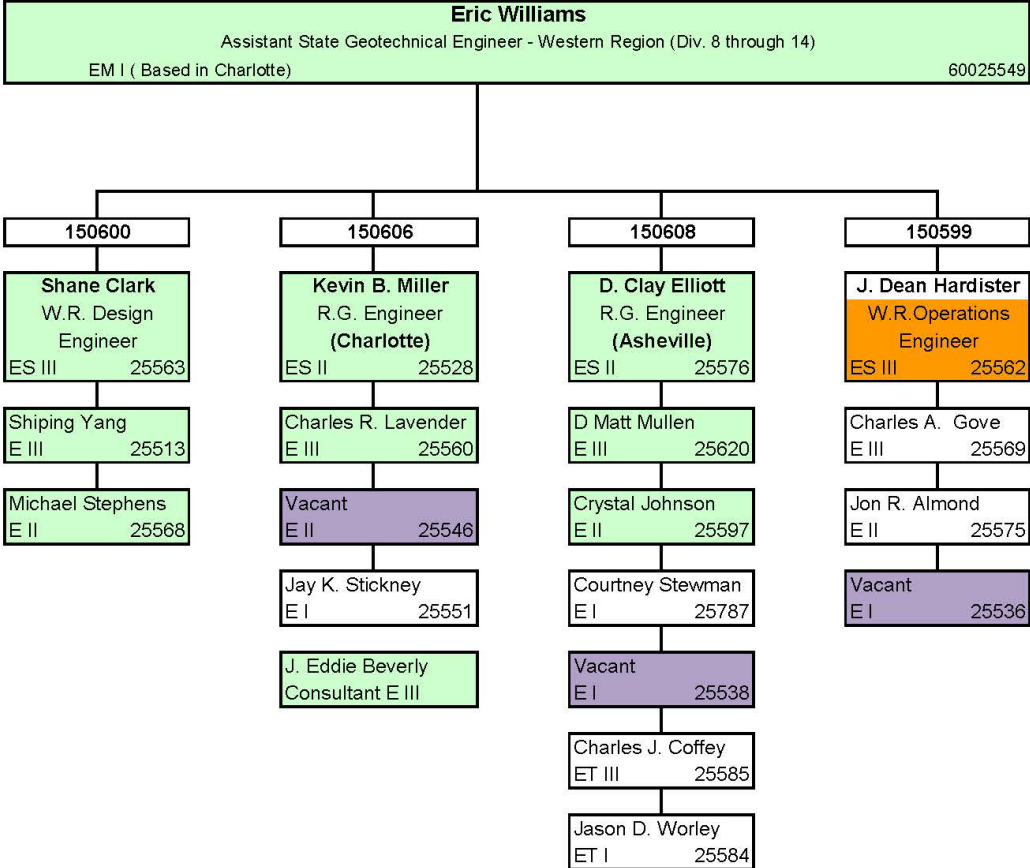 Eric Williams
Assistant State Geotechnical Engineer - Western Region (Div. 8 through 14)
EM I ( Based in Charlotte) 60025549
150600
Shane Clark
W.R. Design
Engineer
ES III 25563
Shiping Yang
E III 25513
Michael Stephens
E II 25568
150606
Kevin B. Miller
R.G. Engineer
(Charlotte)
ES II 25528
Charles R. Lavender
E III 25560
Vacant
E II 25546
Jay K. Stickney
E I 25551
J. Eddie Beverly
Consultant E III
150608
D. Clay Elliott
R.G. Engineer
(Asheville)
ES II 25576
D Matt Mullen
E III 25620
Crystal Johnson
E II 25597
Courtney Stewman
E I 25787
Vacant
E I 25538
Charles J. Coffey
ET III 25585
Jason D. Worley
ET I 25584
150599
J. Dean Hardister
W.R.Operations
Engineer
ES III 25562
Charles A. Gove
E III 25569
Jon R. Almond
E II 25575
Vacant
E I 25536